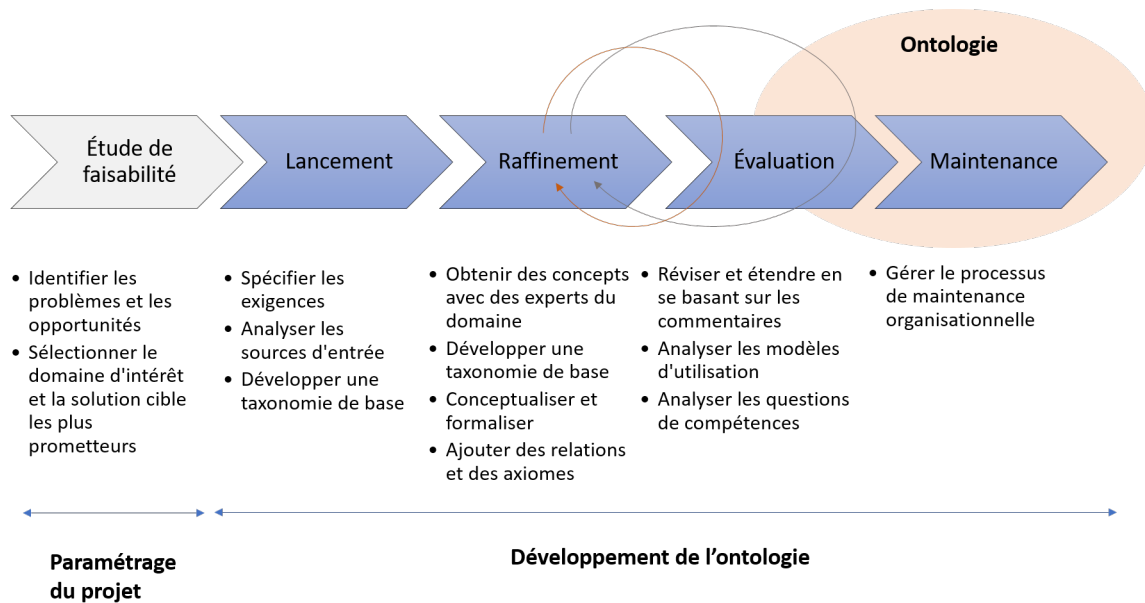 Ontologie
Étude de
faisabilité
Lancement
Raffinement
Évaluation
Maintenance
• Identifier les
problèmes et les
opportunités
• Sélectionner le
domaine d'intérêt
et la solution cible
les plus
prometteurs
• Spécifier les
exigences
• Analyser les
sources d'entrée
• Développer une
taxonomie de base
• Obtenir des concepts
avec des experts du
domaine
• Développer une
taxonomie de base
• Conceptualiser et
formaliser
• Ajouter des relations
et des axiomes
• Réviser et étendre en
se basant sur les
commentaires
• Analyser les modèles
d'utilisation
• Analyser les questions
de compétences
• Gérer le processus
de maintenance
organisationnelle
Paramétrage
du projet
Développement de l’ontologie